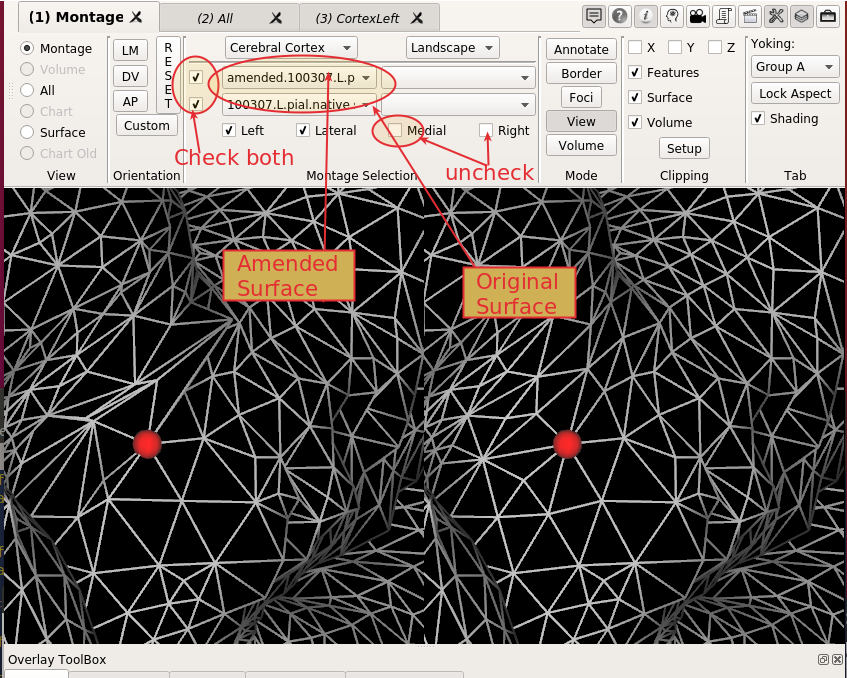 (1) Montage
(2) All
(3) CortexLeft
Montage
Volume
All
Chart
Surface
Chart Old
View
LM
DV
AP
Custom
Orientation
R
E
S
E
T
Cerebral Cortex
Landscape
amended.100307.L.p
100307.L.pial.native
Left
Lateral
Medial
Right
Check both
uncheck
Montage Selection
Annotate
Border
Foci
View
Volume
Mode
X
Y
Z
Features
Surface
Volume
Setup
Clipping
Yoking:
Group A
Lock Aspect
Shading
Tab
Amended
Surface
Original
Surface
Overlay ToolBox